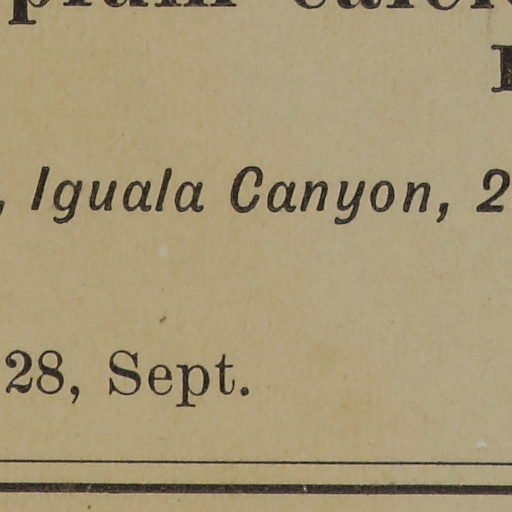 , Iguala Canyon, 2
28, Sept.